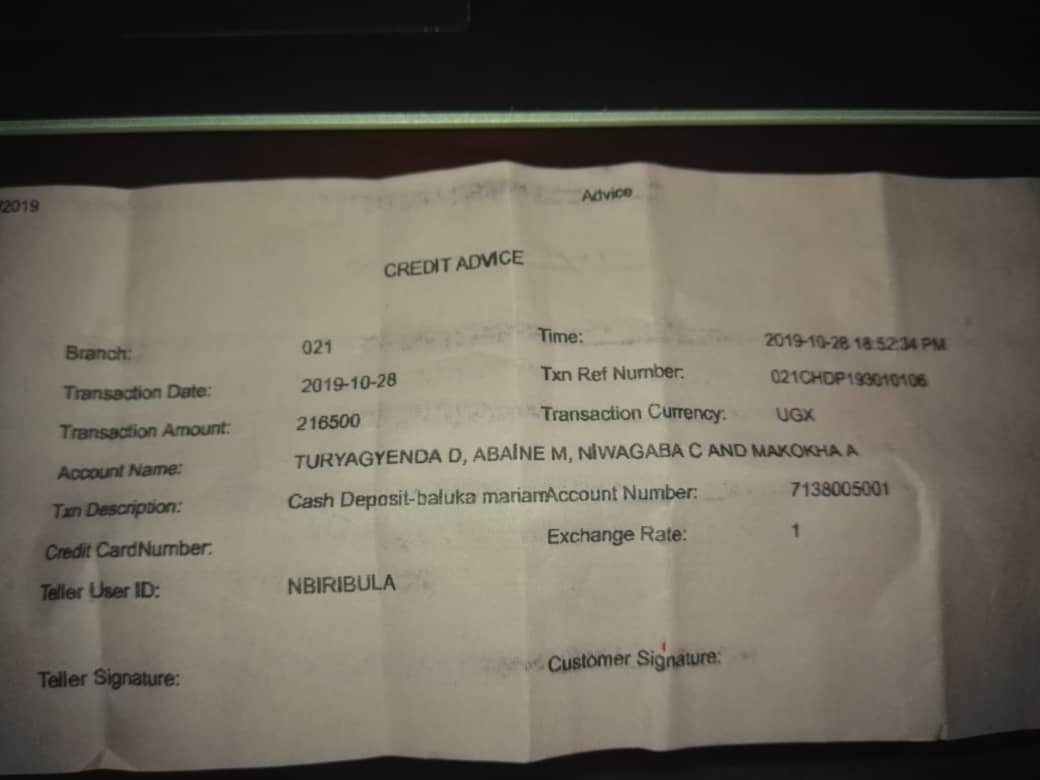 /2019 Advice
CREDIT ADVICE
Branch: 021 Time: 2019-10-28 18:52:34 PM
Transaction Date: 2019-10-28 Txn Ref Number: 021CHDP193010106
Transaction Amount: 216500 Transaction Currency: UGX
Account Name: TURYAGYENDA D, ABAINE M, NIWAGABA C AND MAKOKHA A
Txn Description: Cash Deposit-baluka mariam Account Number: 7138005001
Credit CardNumber: Exchange Rate: 1
Teller User ID: NBIRIBULA
Teller Signature: Customer Signature: